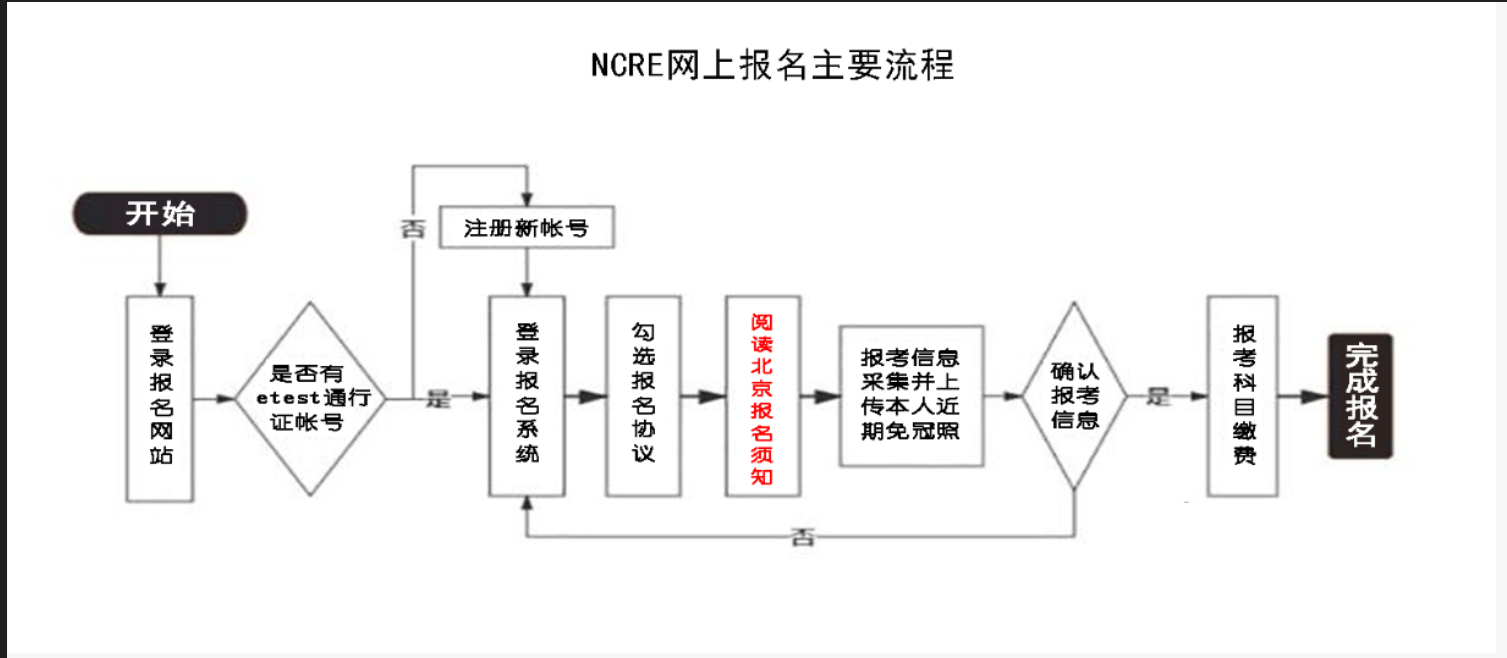 NCRE网上报名主要流程
开始
登录报名网站
是否有
etest通行
证帐号
否
注册新帐号
是
登录报名系统
勾选报名协议
阅读北京报名须知
报考信息
采集并上
传本人近
期免冠照
确认
报考
信息
否
是
报考科目缴费
完成报名